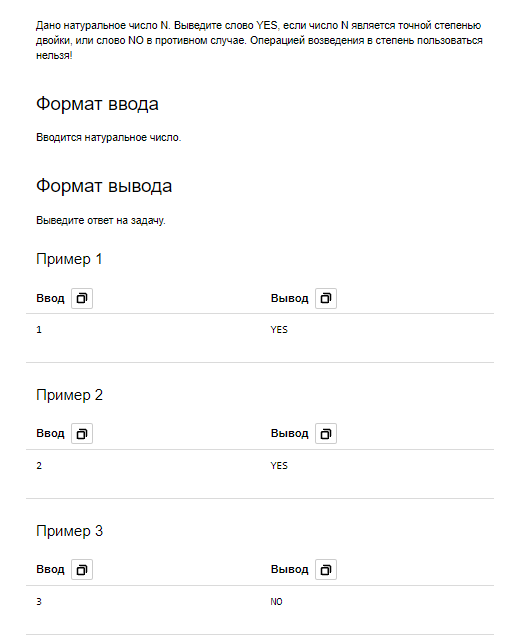 Дано натуральное число N. Выведите слово YES, если число N является точной степенью
двойки, или слово NO в противном случае. Операцией возведения в степень пользоваться
нельзя!
Формат ввода
Вводится натуральное число.
Формат вывода
Выведите ответ на задачу.
Пример 1
Ввод Вывод
1 YES
Пример 2
Ввод Вывод
2 YES
Пример 3
Ввод Вывод
3 NO